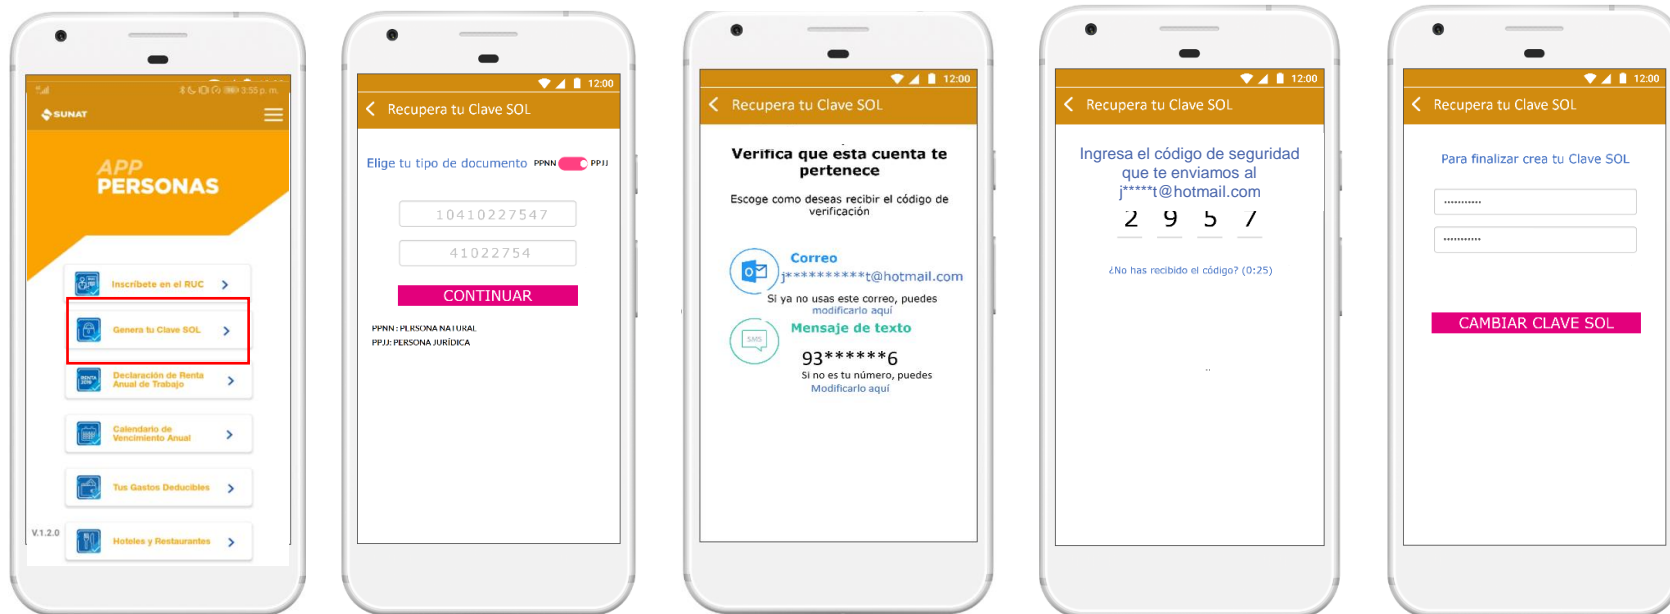 3:55 p. m.
SUNAT
APP
PERSONAS
Inscríbete en el RUC
Genera tu Clave SOL
Declaración de Renta
Anual de Trabajo
Calendario de
Vencimiento Anual
Tus Gastos Deducibles
V.1.2.0
Hoteles y Restaurantes
12:00
Recupera tu Clave SOL
Elige tu tipo de documento PPNN PPJJ
10410227547
41022754
CONTINUAR
PPNN : PERSONA NATURAL
PPJJ: PERSONA JURÍDICA
12:00
Recupera tu Clave SOL
Verifica que esta cuenta te
pertenece
Escoge como deseas recibir el código de
verificación
Correo
j**********t@hotmail.com
Si ya no usas este correo, puedes
modificarlo aquí
Mensaje de texto
SMS
93******6
Si no es tu número, puedes
Modificarlo aquí
12:00
Recupera tu Clave SOL
Ingresa el código de seguridad
que te enviamos al
j*****t@hotmail.com
2 9 5 7
¿No has recibido el código? (0:25)
12:00
Recupera tu Clave SOL
Para finalizar crea tu Clave SOL
CAMBIAR CLAVE SOL